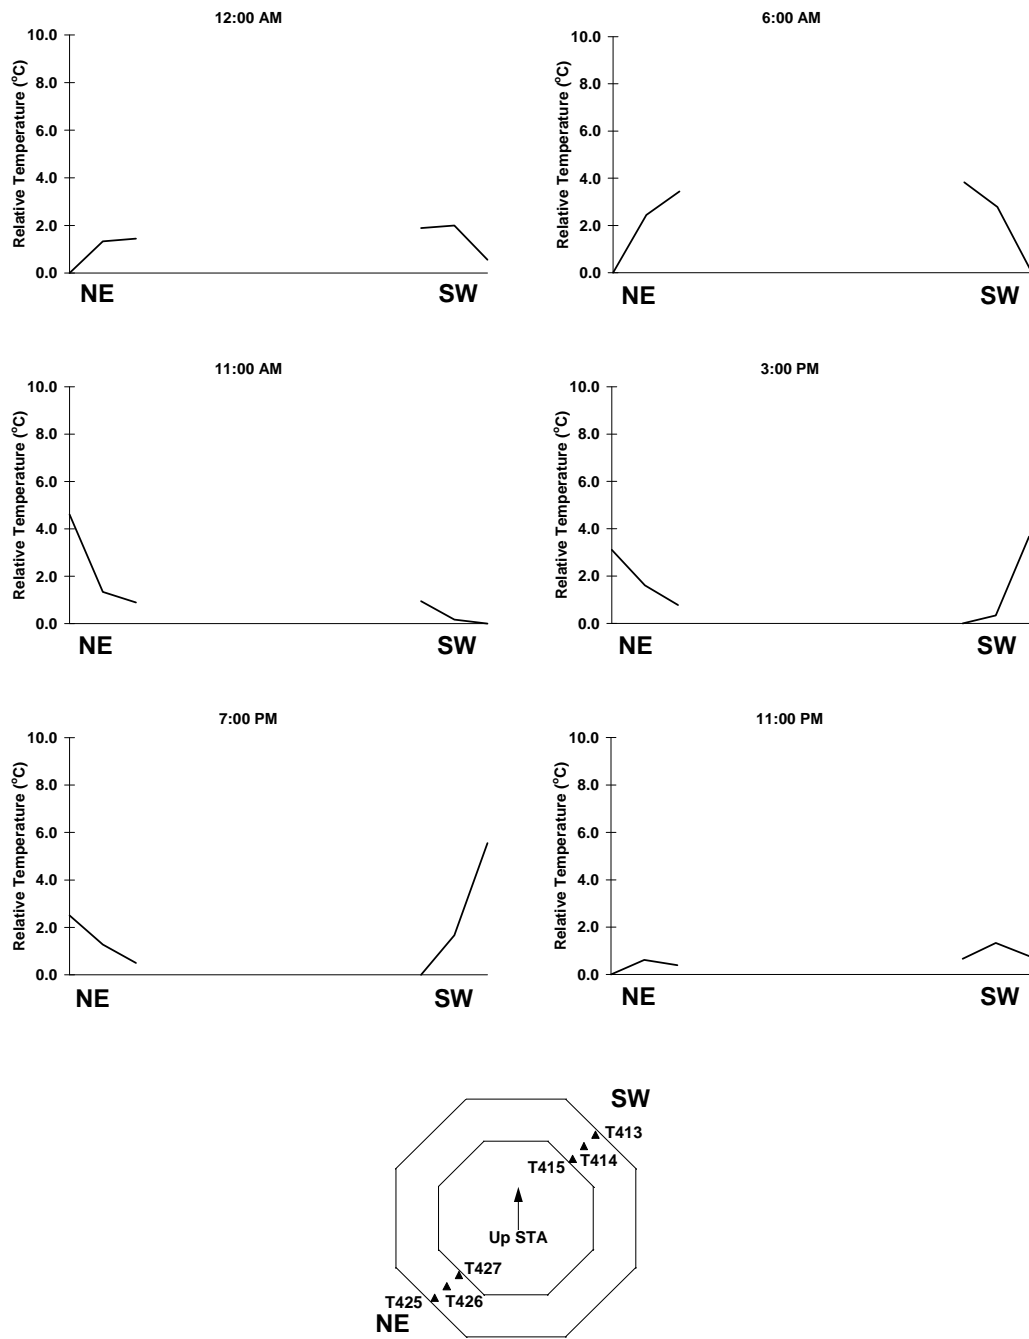 12:00 AM
Relative Temperature (°C)
10.0
8.0
6.0
4.0
2.0
0.0
NE SW
6:00 AM
Relative Temperature (°C)
10.0
8.0
6.0
4.0
2.0
0.0
NE SW
11:00 AM
Relative Temperature (°C)
10.0
8.0
6.0
4.0
2.0
0.0
NE SW
3:00 PM
Relative Temperature (°C)
10.0
8.0
6.0
4.0
2.0
0.0
NE SW
7:00 PM
Relative Temperature (°C)
10.0
8.0
6.0
4.0
2.0
0.0
NE SW
11:00 PM
Relative Temperature (°C)
10.0
8.0
6.0
4.0
2.0
0.0
NE SW
SW
T413
T414
T415
Up STA
T427
T426
T425
NE